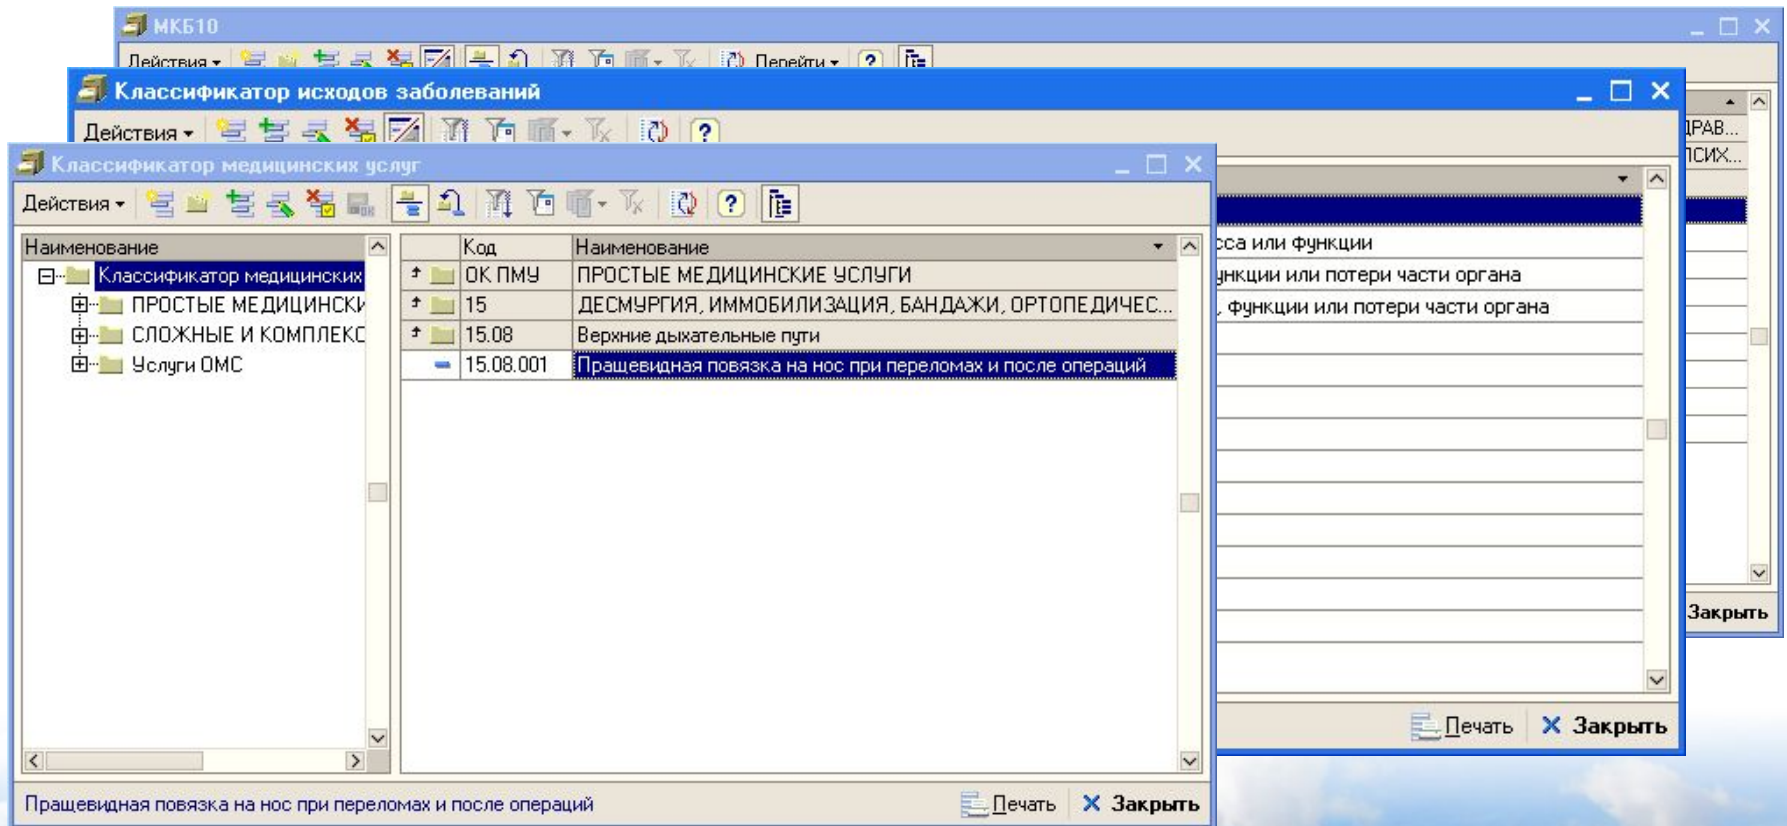 МКБ10
Действия Перейти ?
Классификатор исходов заболеваний
Действия ?
Классификатор медицинских услуг
Действия ?
Наименование
Классификатор медицинских
ПРОСТЫЕ МЕДИЦИНСКИ
СЛОЖНЫЕ И КОМПЛЕКС
Услуги ОМС
Код Наименование
ОК ПМУ ПРОСТЫЕ МЕДИЦИНСКИЕ УСЛУГИ
15 ДЕСМУРГИЯ, ИММОБИЛИЗАЦИЯ, БАНДАЖИ, ОРТОПЕДИЧЕС...
15.08 Верхние дыхательные пути
15.08.001 Пращевидная повязка на нос при переломах и после операций
Пращевидная повязка на нос при переломах и после операций
Печать Закрыть
сса или функции
ункции или потери части органа
, функции или потери части органа
Печать Закрыть
ДРАВ...
ПСИХ...
Закрыть